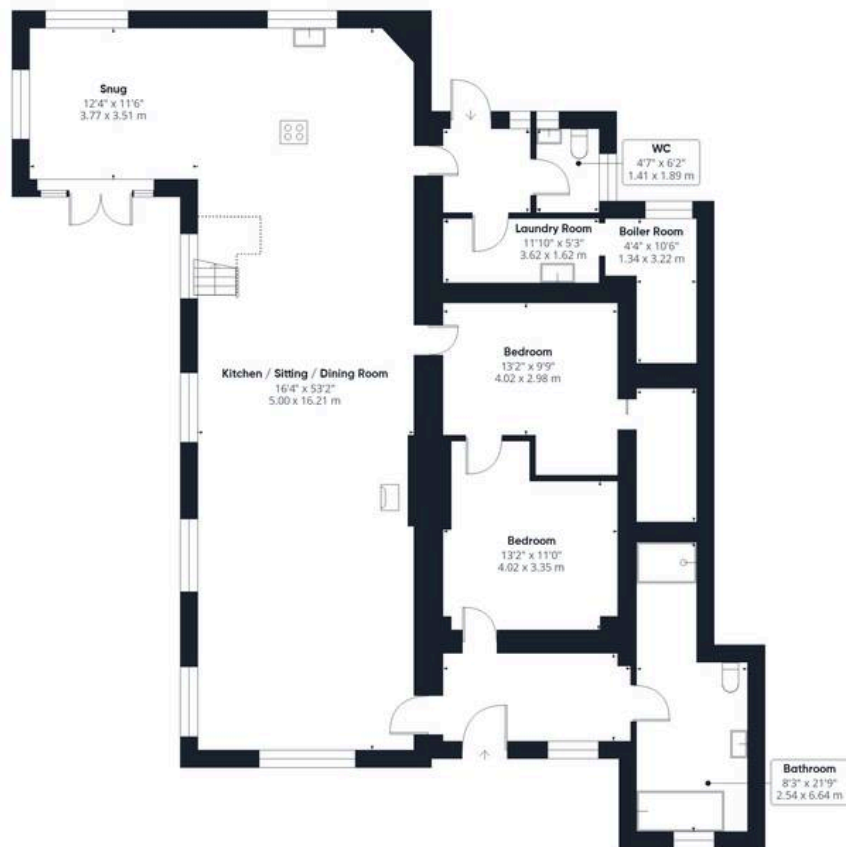 Snug
12'4" x 11'6"
3.77 x 3.51 m
WC
4'7" x 6'2"
1.41 x 1.89 m
Laundry Room
11'10" x 5'3"
3.62 x 1.62 m
Boiler Room
4'4" x 10'6"
1.34 x 3.22 m
Bedroom
13'2" x 9'9"
4.02 x 2.98 m
Kitchen / Sitting / Dining Room
16'4" x 53'2"
5.00 x 16.21 m
Bedroom
13'2" x 11'0"
4.02 x 3.35 m
Bathroom
8'3" x 21'9"
2.54 x 6.64 m